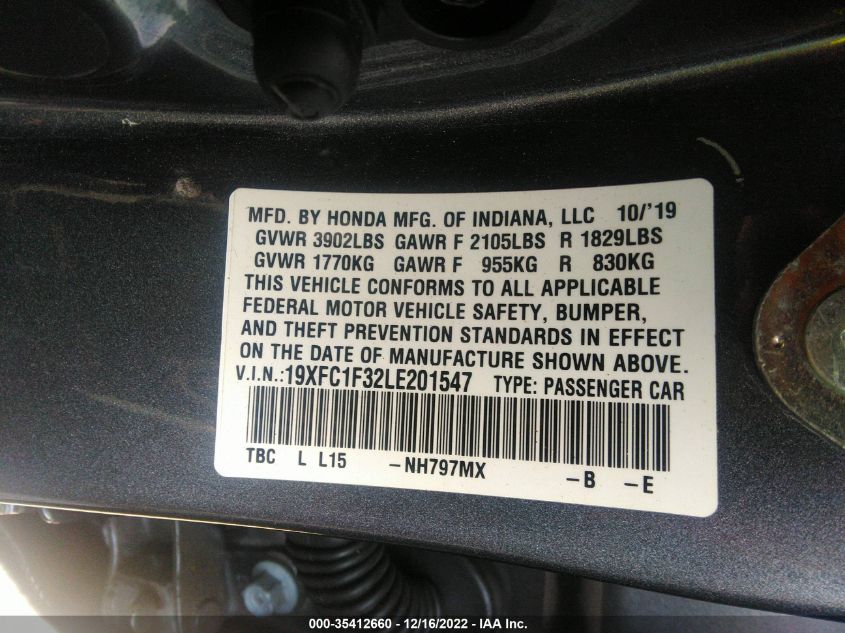 MFD. BY HONDA MFG. OF INDIANA, LLC 10/'19
GVWR 3902LBS GAWR F 2105LBS R 1829LBS
GVWR 1770KG GAWR F 955KG R 830KG
THIS VEHICLE CONFORMS TO ALL APPLICABLE
FEDERAL MOTOR VEHICLE SAFETY, BUMPER,
AND THEFT PREVENTION STANDARDS IN EFFECT
ON THE DATE OF MANUFACTURE SHOWN ABOVE.
V.I.N.:19XFC1F32LE201547 TYPE: PASSENGER CAR
TBC L L15 -NH797MX -B -E
000-35412660 - 12/16/2022 - IAA Inc.